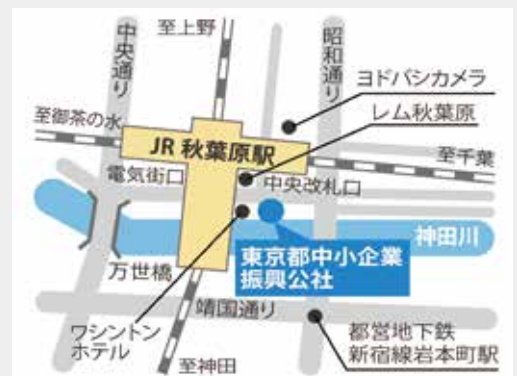 至上野
中央通り
昭和通り
ヨドバシカメラ
レム秋葉原
至御茶の水
JR 秋葉原駅
至千葉
電気街口
中央改札口
神田川
東京都中小企業
振興公社
万世橋
靖国通り
ワシントン
ホテル
都営地下鉄
新宿線岩本町駅
至神田